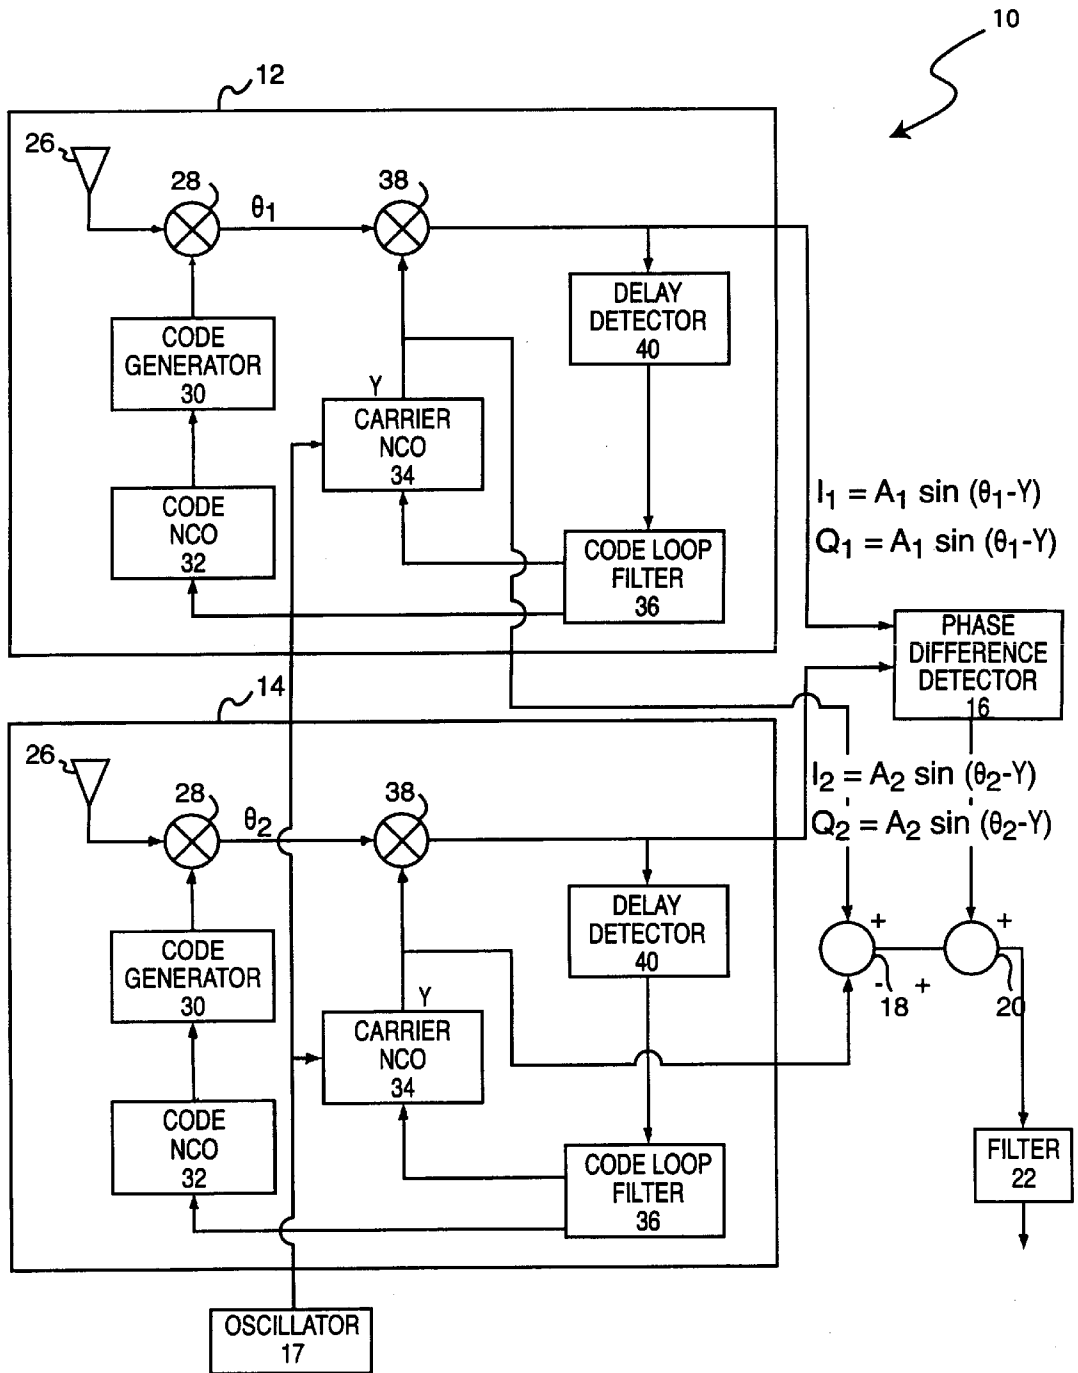 10
12
26
28
θ1
38
CODE
GENERATOR
30
DELAY
DETECTOR
40
Y
CARRIER
NCO
34
CODE
NCO
32
CODE LOOP
FILTER
36
I1 = A1 sin (θ1-Y)
Q1 = A1 sin (θ1-Y)
PHASE
DIFFERENCE
DETECTOR
16
14
26
28
θ2
38
I2 = A2 sin (θ2-Y)
Q2 = A2 sin (θ2-Y)
CODE
GENERATOR
30
DELAY
DETECTOR
40
+
+
- 18 +
20
Y
CARRIER
NCO
34
CODE
NCO
32
CODE LOOP
FILTER
36
FILTER
22
OSCILLATOR
17